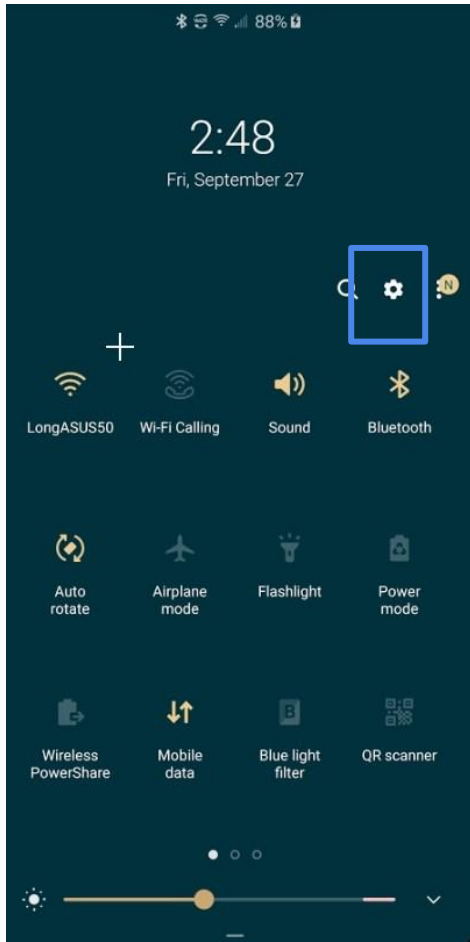 88%
2:48
Fri, September 27
N
LongASUS50 Wi-Fi Calling Sound Bluetooth
Auto rotate Airplane mode Flashlight Power mode
Wireless PowerShare Mobile data Blue light filter QR scanner